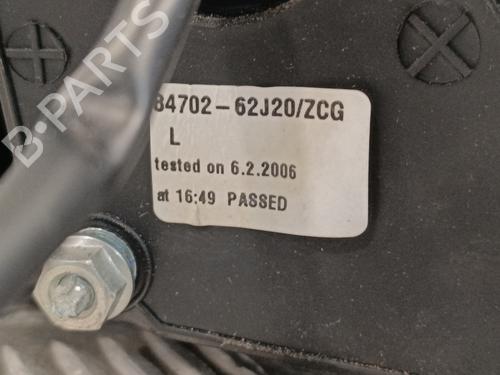 84702-62J20/ZCG
L
tested on 6.2.2006
at 16:49 PASSED
B-PARTS